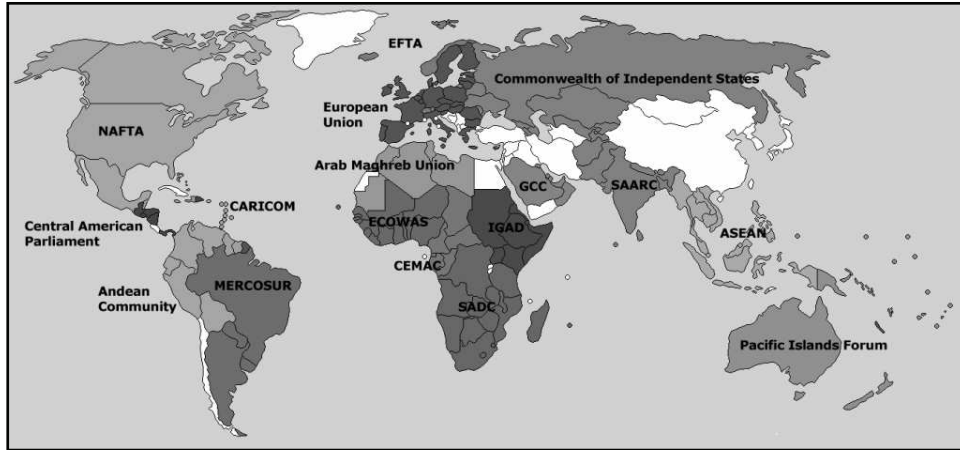 EFTA
Commonwealth of Independent States
European
Union
NAFTA
Arab Maghreb Union
GCC
SAARC
CARICOM
ECOWAS
IGAD
Central American
Parliament
ASEAN
CEMAC
MERCOSUR
Andean
Community
SADC
Pacific Islands Forum